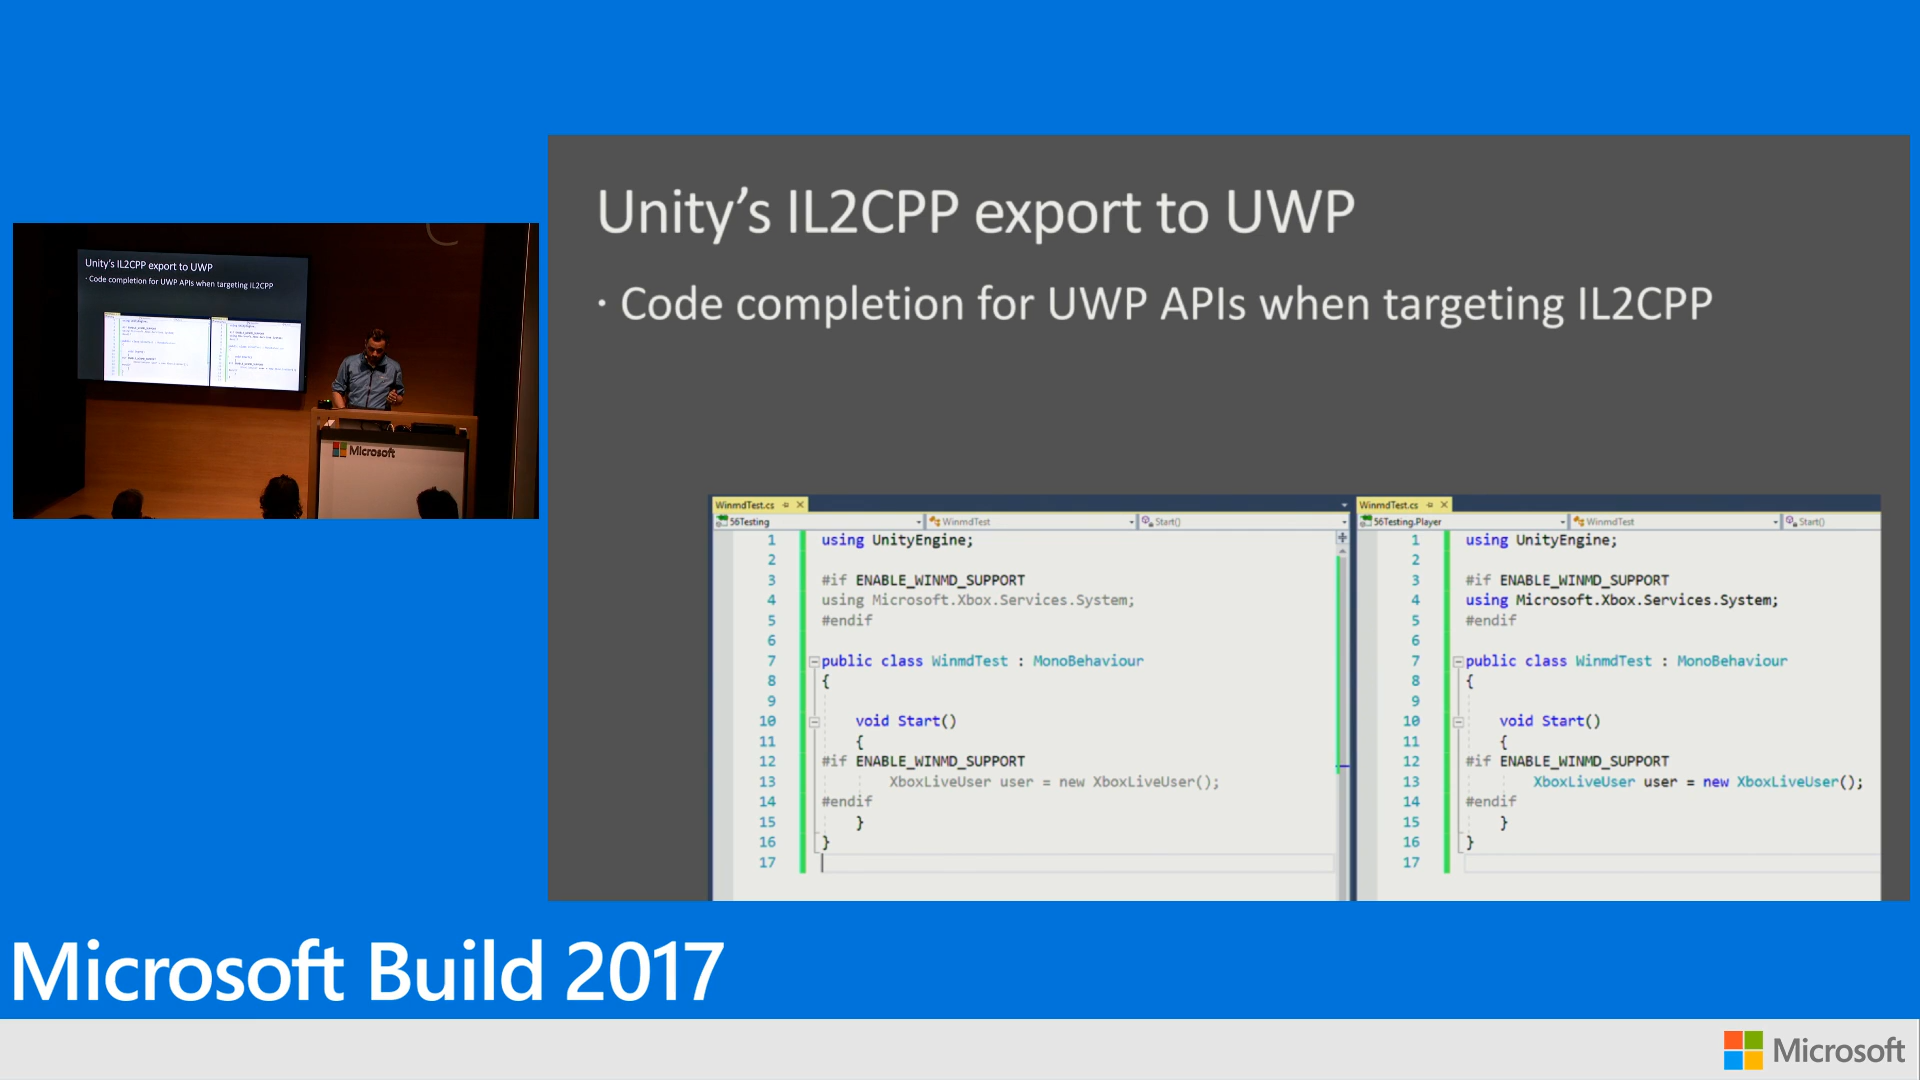 Unity's IL2CPP export to UWP
· Code completion for UWP APIs when targeting IL2CPP
Microsoft
Unity's IL2CPP export to UWP
· Code completion for UWP APIs when targeting IL2CPP
WinmdTest.cs
56Testing WinmdTest Start()
1 using UnityEngine;
2
3 #if ENABLE_WINMD_SUPPORT
4 using Microsoft.Xbox.Services.System;
5 #endif
6
7 public class WinmdTest : MonoBehaviour
8 {
9
10 void Start()
11 {
12 #if ENABLE_WINMD_SUPPORT
13 XboxLiveUser user = new XboxLiveUser();
14 #endif
15 }
16 }
17
WinmdTest.cs
56Testing.Player WinmdTest Start()
1 using UnityEngine;
2
3 #if ENABLE_WINMD_SUPPORT
4 using Microsoft.Xbox.Services.System;
5 #endif
6
7 public class WinmdTest : MonoBehaviour
8 {
9
10 void Start()
11 {
12 #if ENABLE_WINMD_SUPPORT
13 XboxLiveUser user = new XboxLiveUser();
14 #endif
15 }
16 }
17
Microsoft Build 2017
Microsoft